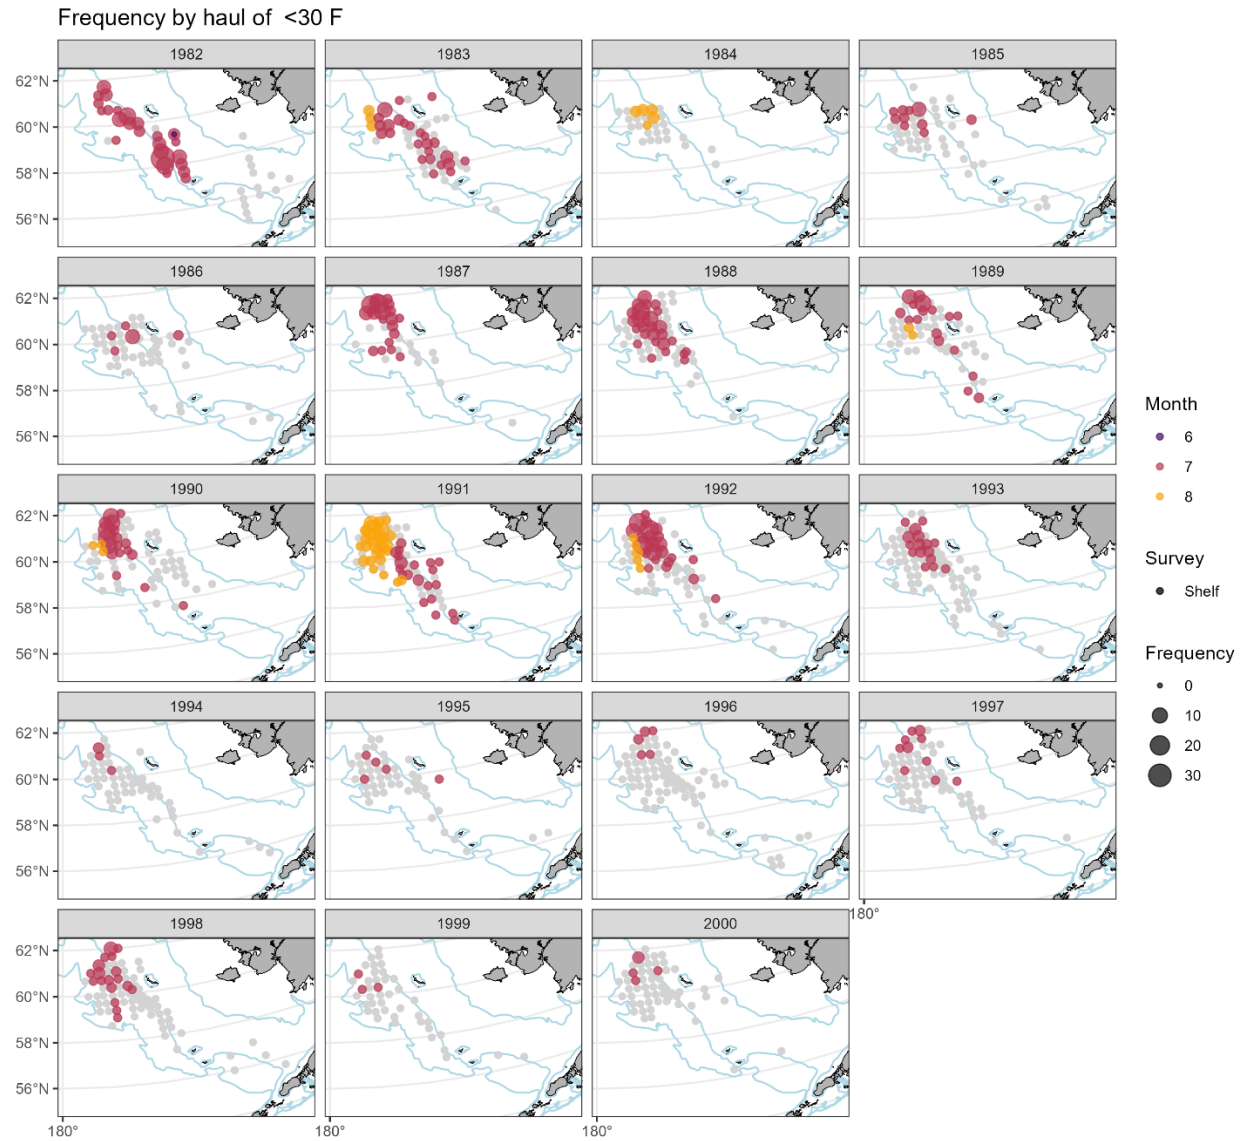 Frequency by haul of  <30 F
1982
1983
1984
1985
62°N
60°N
58°N
56°N
1986
1987
1988
1989
62°N
60°N
58°N
56°N
Month
6
7
8
1990
1991
1992
1993
62°N
60°N
58°N
56°N
Survey
Shelf
Frequency
0
10
20
30
1994
1995
1996
1997
62°N
60°N
58°N
56°N
180°
1998
1999
2000
62°N
60°N
58°N
56°N
180°
180°
180°